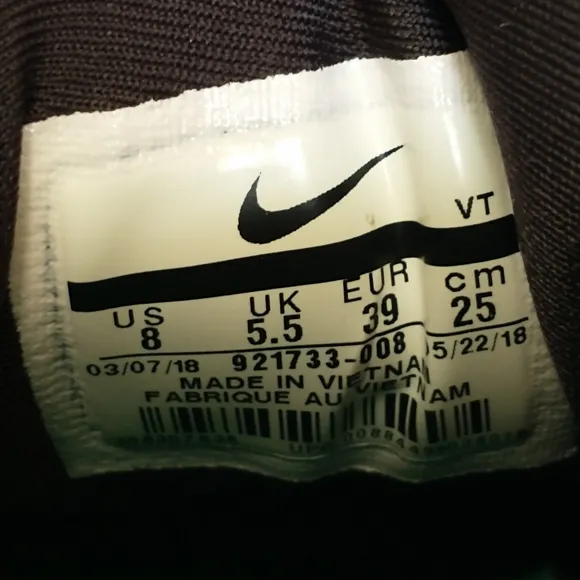 VT
US UK EUR cm
8 5.5 39 25
03/07/18 921733-008 05/22/18
MADE IN VIETNAM
FABRIQUE AU VIETNAM